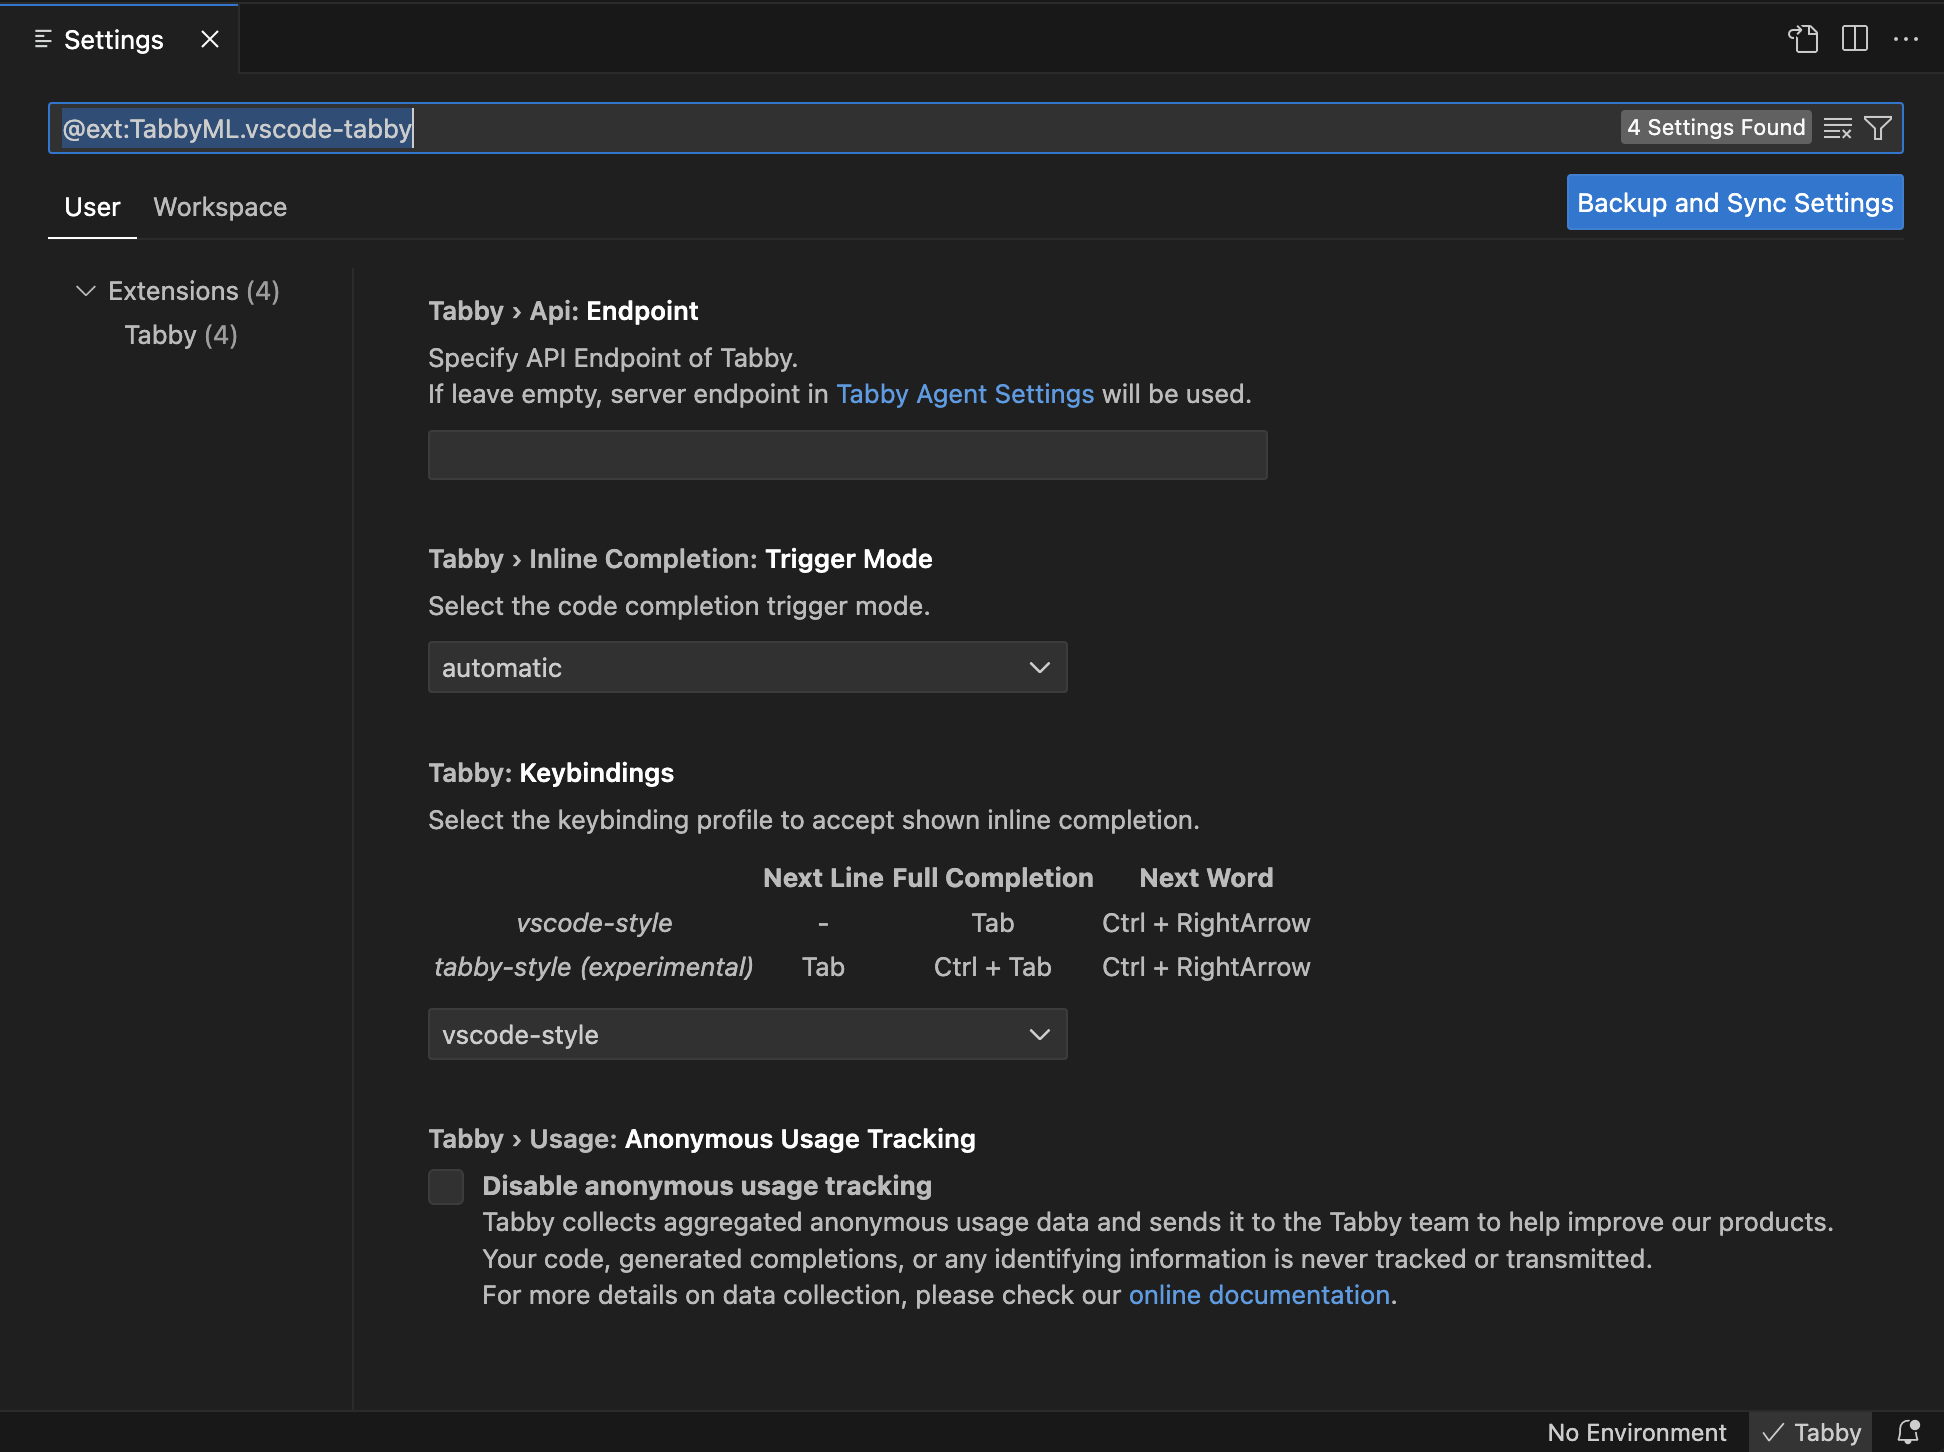 Settings
@ext:TabbyML.vscode-tabby
4 Settings Found
User Workspace
Backup and Sync Settings
Extensions (4)
Tabby (4)
Tabby › Api: Endpoint
Specify API Endpoint of Tabby.
If leave empty, server endpoint in Tabby Agent Settings will be used.
Tabby › Inline Completion: Trigger Mode
Select the code completion trigger mode.
automatic
Tabby: Keybindings
Select the keybinding profile to accept shown inline completion.
Next Line Full Completion Next Word
vscode-style - Tab Ctrl + RightArrow
tabby-style (experimental) Tab Ctrl + Tab Ctrl + RightArrow
vscode-style
Tabby › Usage: Anonymous Usage Tracking
Disable anonymous usage tracking
Tabby collects aggregated anonymous usage data and sends it to the Tabby team to help improve our products.
Your code, generated completions, or any identifying information is never tracked or transmitted.
For more details on data collection, please check our online documentation.
No Environment Tabby